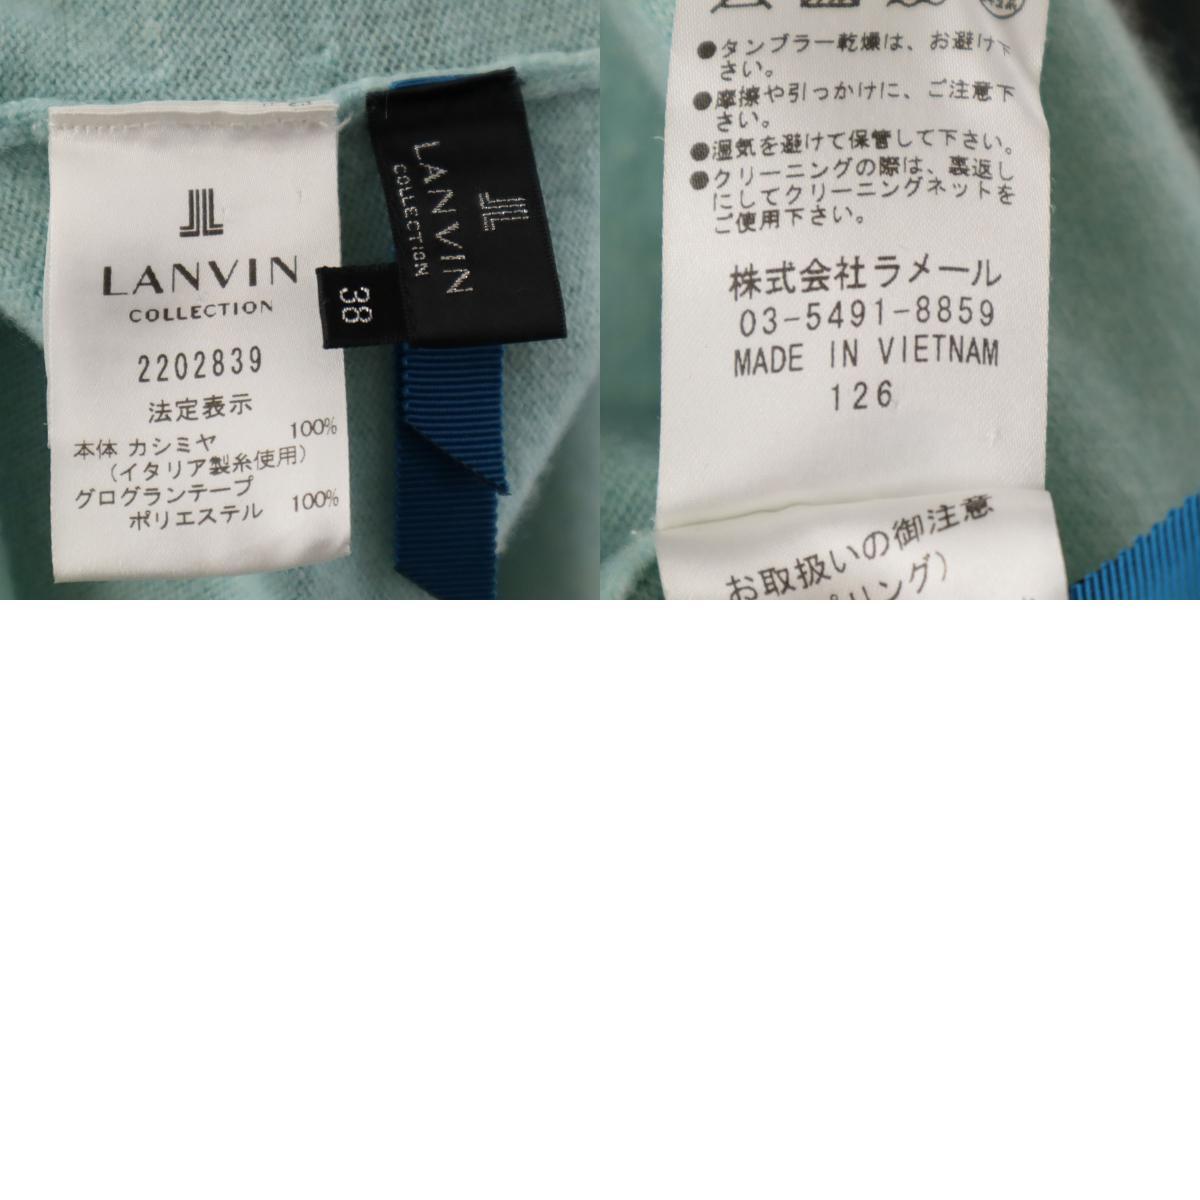 LANVIN
COLLECTION
2202839
法定表示
本体 カシミヤ 100%
(イタリア製糸使用)
グログランテープ
ポリエステル 100%
LANVIN
COLLECTION
38
●タンブラー乾燥は、お避け下
さい。
●摩擦や引っかけに、ご注意下
さい。
●湿気を避けて保管して下さい。
●クリーニングの際は、裏返し
にしてクリーニングネットを
ご使用下さい。
株式会社ラメール
03-5491-8859
MADE IN VIETNAM
126
お取扱いの御注意